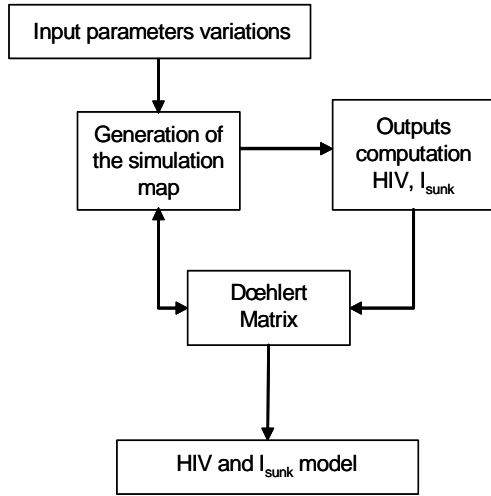 Input parameters variations
Generation of
the simulation
map
Outputs
computation
HIV, Isunk
Dœhlert
Matrix
HIV and Isunk model